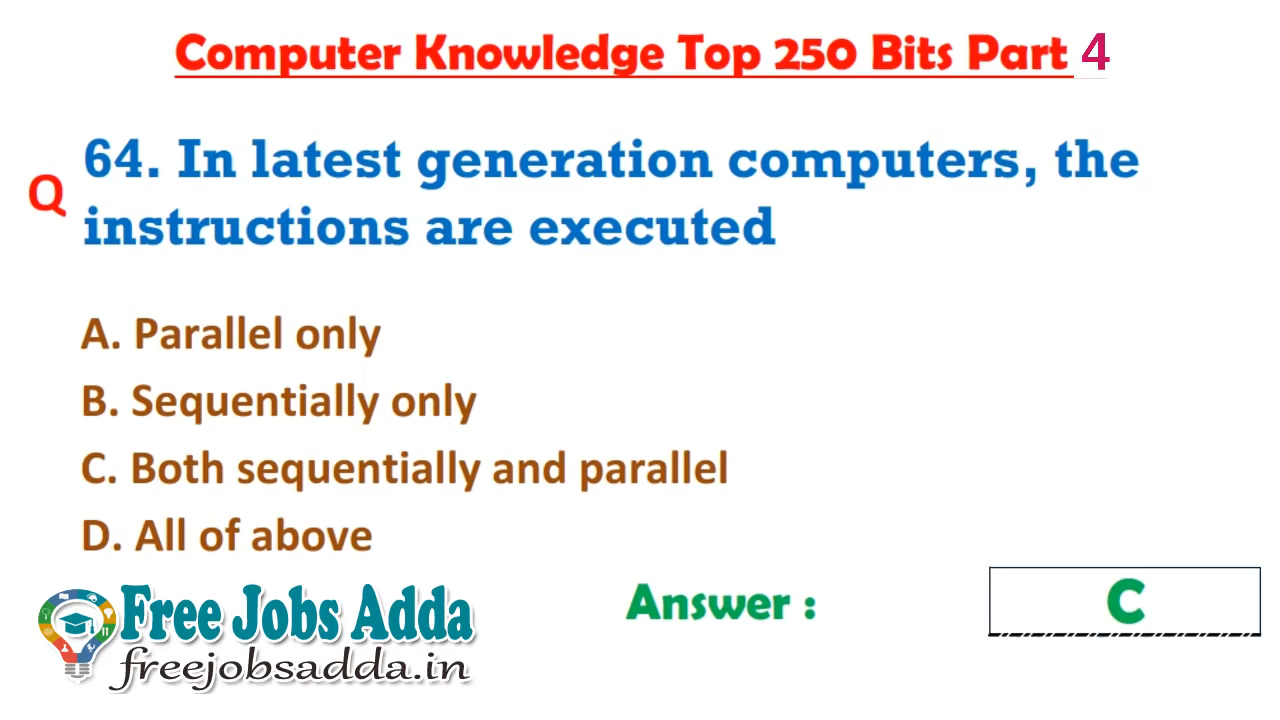 Computer Knowledge Top 250 Bits Part 4
Q
64. In latest generation computers, the
instructions are executed
A. Parallel only
B. Sequentially only
C. Both sequentially and parallel
D. All of above
Answer : C
Free Jobs Adda
freejobsadda.in